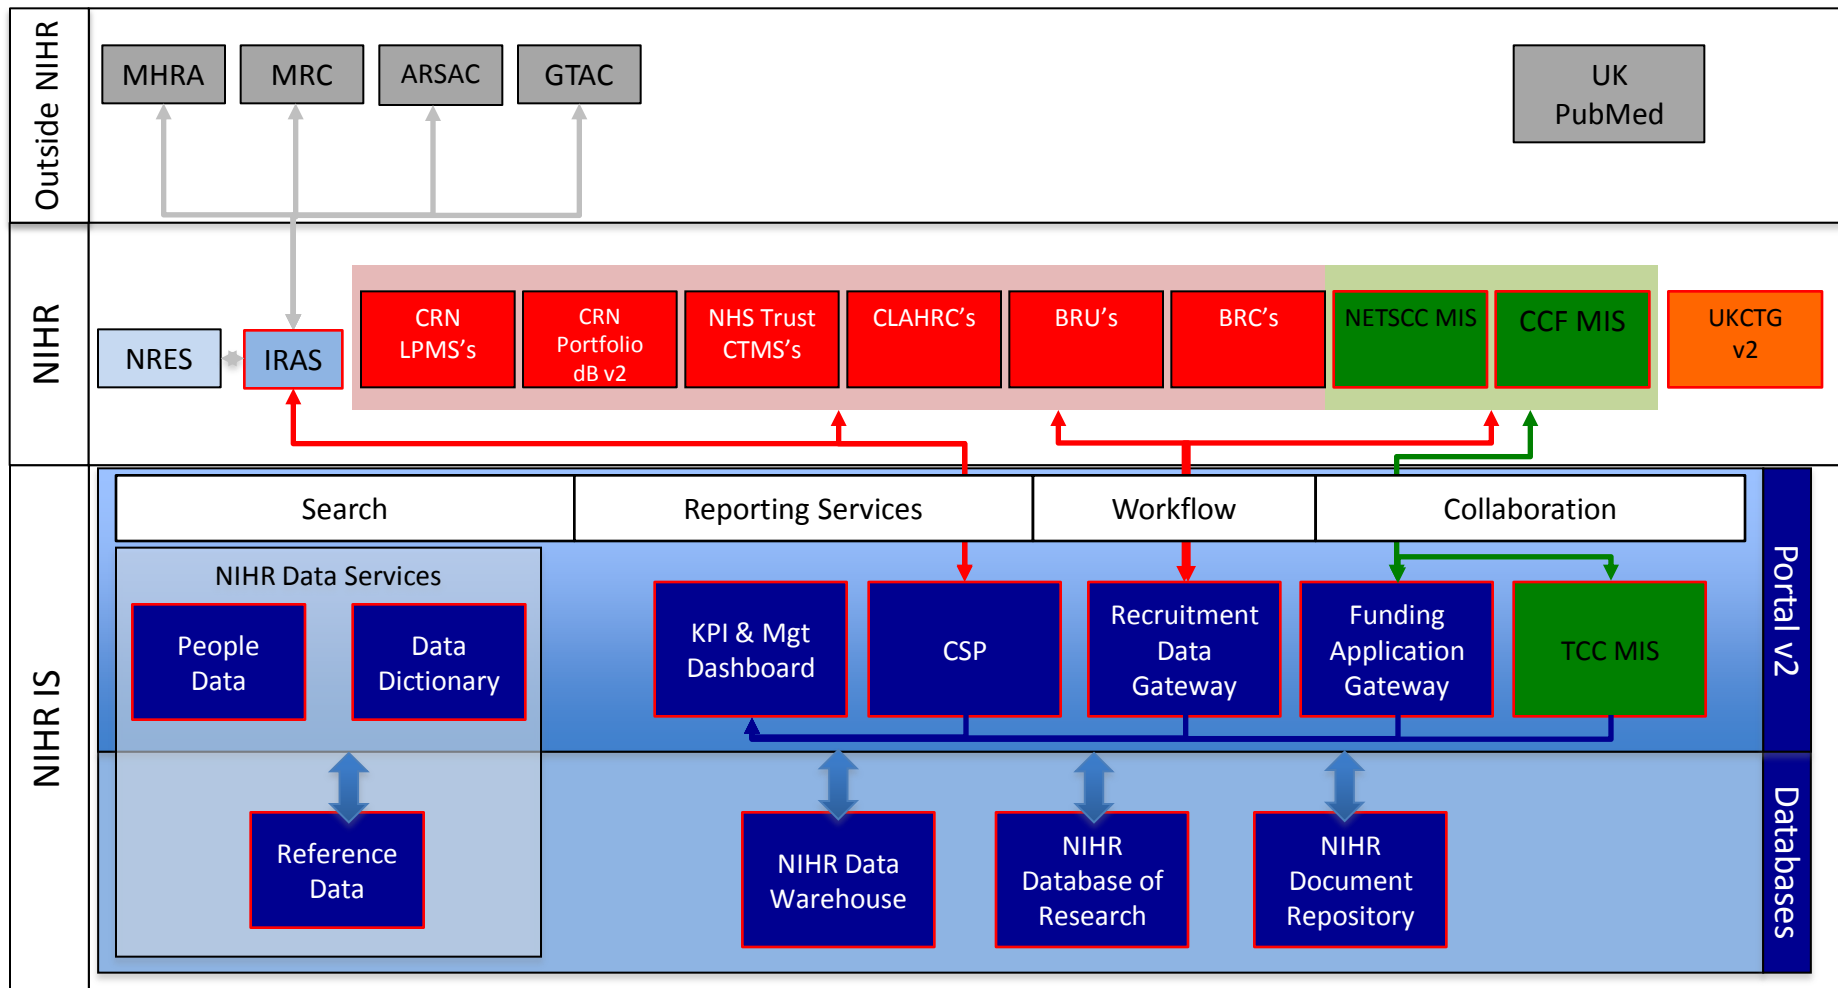 Outside NIHR
MHRA
MRC
ARSAC
GTAC
UK
PubMed
NIHR
NRES
IRAS
CRN
LPMS's
CRN
Portfolio
dB v2
NHS Trust
CTMS's
CLAHRC's
BRU's
BRC's
NETSCC MIS
CCF MIS
UKCTG
v2
NIHR IS
Search
Reporting Services
Workflow
Collaboration
Portal v2
NIHR Data Services
People
Data
Data
Dictionary
KPI & Mgt
Dashboard
CSP
Recruitment
Data
Gateway
Funding
Application
Gateway
TCC MIS
Databases
Reference
Data
NIHR Data
Warehouse
NIHR
Database of
Research
NIHR
Document
Repository